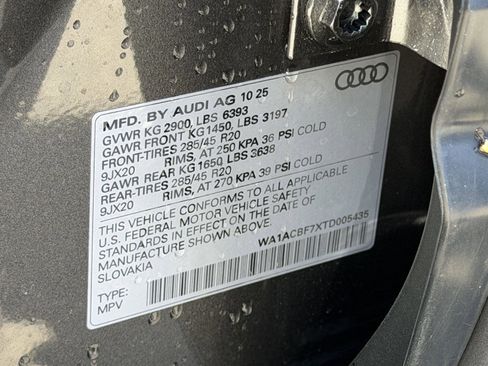 MFD. BY AUDI AG 10 25
GVWR KG 2900, LBS 6393
GAWR FRONT KG1450, LBS 3197
FRONT-TIRES 285/45 R20
9JX20 RIMS, AT 250 KPA 36 PSI COLD
GAWR REAR KG 1650 LBS 3638
REAR-TIRES 285/45 R20
9JX20 RIMS, AT 270 KPA 39 PSI COLD
THIS VEHICLE CONFORMS TO ALL APPLICABLE
U.S. FEDERAL MOTOR VEHICLE SAFETY
STANDARDS IN EFFECT ON THE DATE OF
MANUFACTURE SHOWN ABOVE.
SLOVAKIA WA1ACBF7XTD005435
TYPE:
MPV